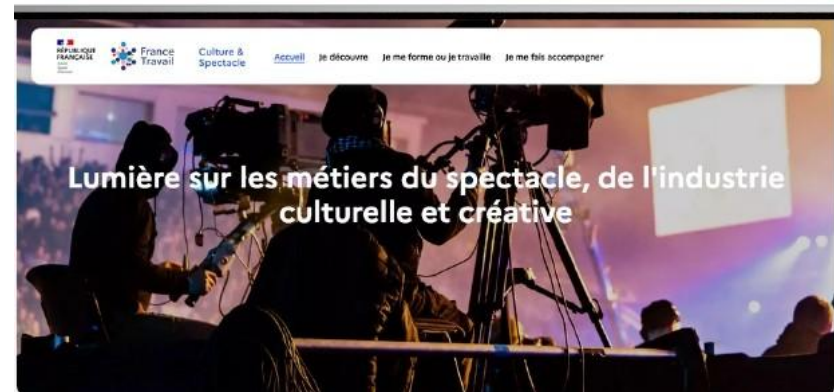 RÉPUBLIQUE
FRANÇAISE
France
Travail
Culture &
Spectacle
Accueil
Je découvre
Je me forme ou je travaille
Je me fais accompagner
Lumière sur les métiers du spectacle, de l'industrie
culturelle et créative